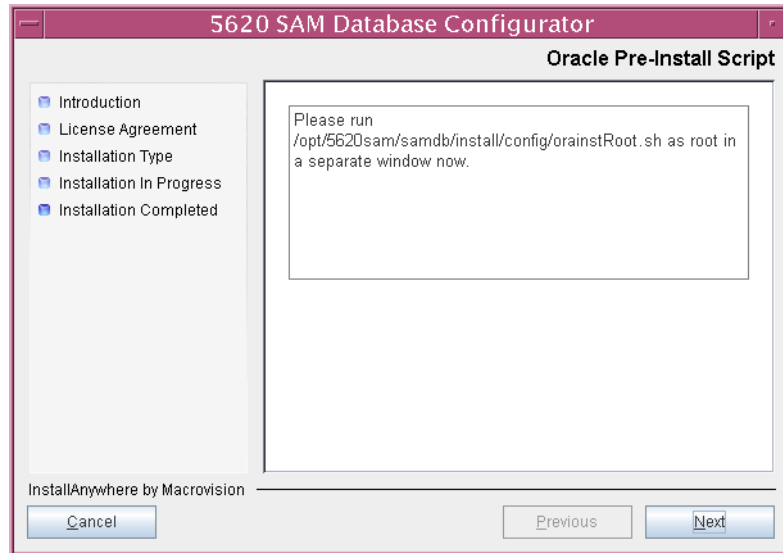 5620 SAM Database Configurator
Oracle Pre-Install Script
Introduction
License Agreement
Installation Type
Installation In Progress
Installation Completed
Please run
/opt/5620sam/samdb/install/config/orainstRoot.sh as root in
a separate window now.
InstallAnywhere by Macrovision
Cancel
Previous
Next